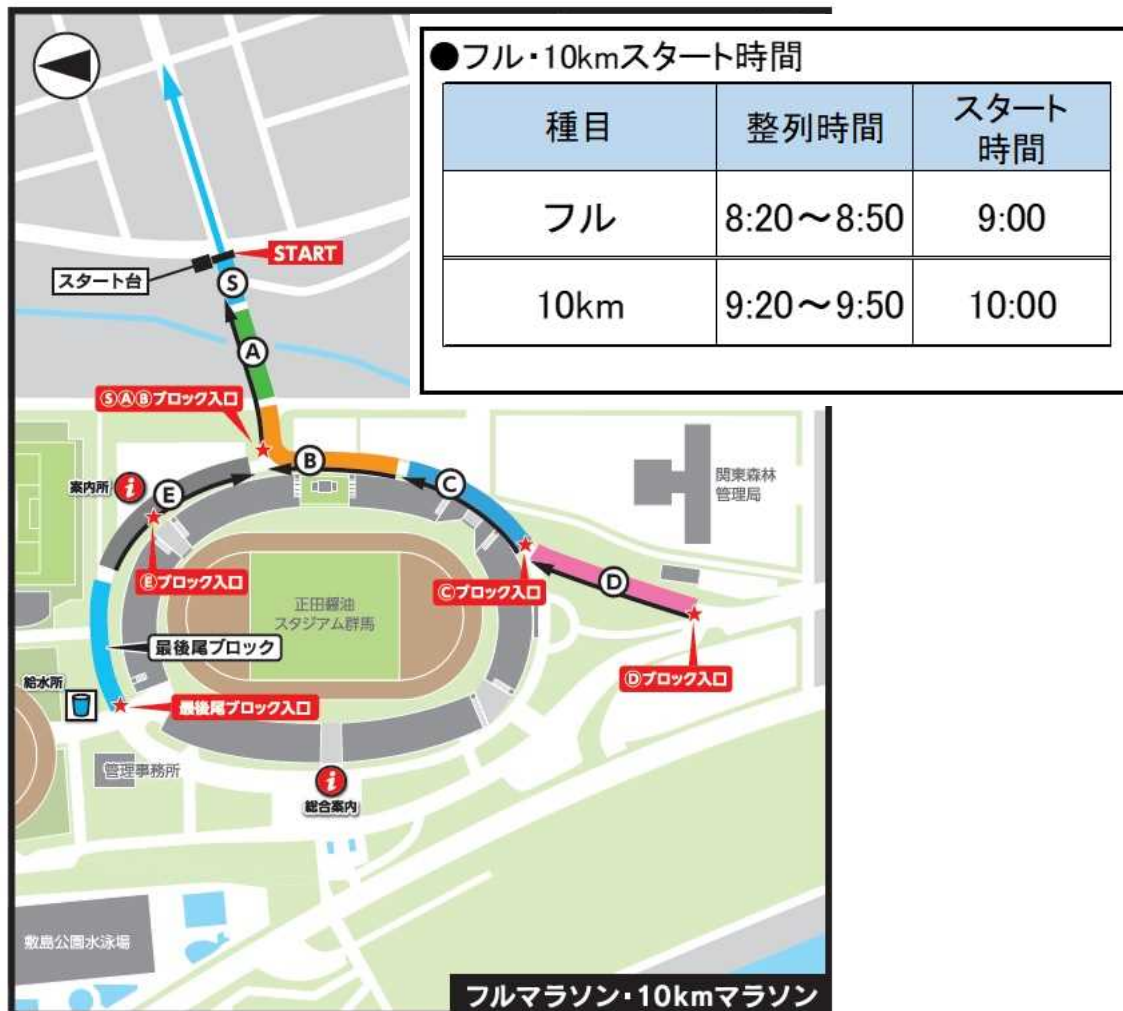 ●フル・10kmスタート時間
種目 整列時間 スタート
時間
フル 8:20～8:50 9:00
10km 9:20～9:50 10:00
START
スタート台
S
A
ⓈⒶⒷブロック入口
B
C
E
案内所
i
関東森林
管理局
Ⓔブロック入口
Ⓒブロック入口
D
正田醤油
スタジアム群馬
最後尾ブロック
Ⓓブロック入口
給水所
最後尾ブロック入口
管理事務所
i
総合案内
敷島公園水泳場
フルマラソン・10kmマラソン